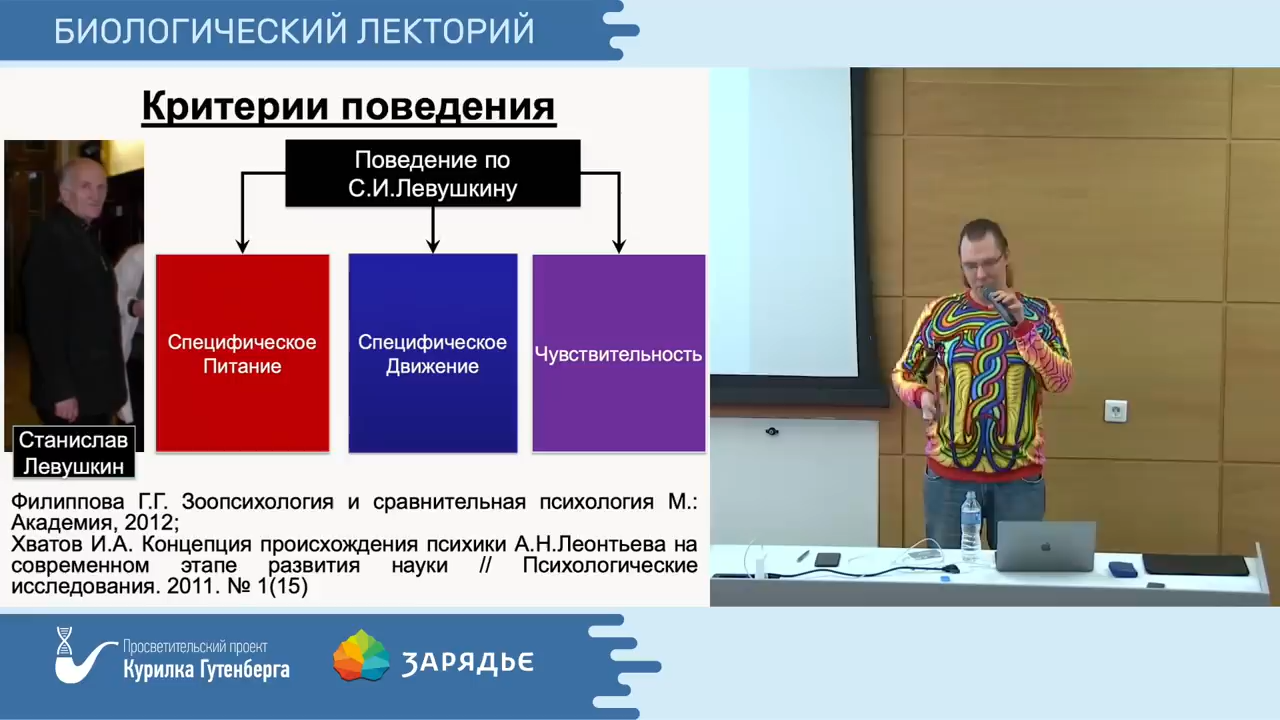 БИОЛОГИЧЕСКИЙ ЛЕКТОРИЙ
Критерии поведения
Поведение по
С.И.Левушкину
Специфическое
Питание
Специфическое
Движение
Чувствительность
Станислав
Левушкин
Филиппова Г.Г. Зоопсихология и сравнительная психология М.:
Академия, 2012;
Хватов И.А. Концепция происхождения психики А.Н.Леонтьева на
современном этапе развития науки // Психологические
исследования. 2011. № 1(15)
Просветительский проект
Курилка Гутенберга
ЗАРЯДЬЕ